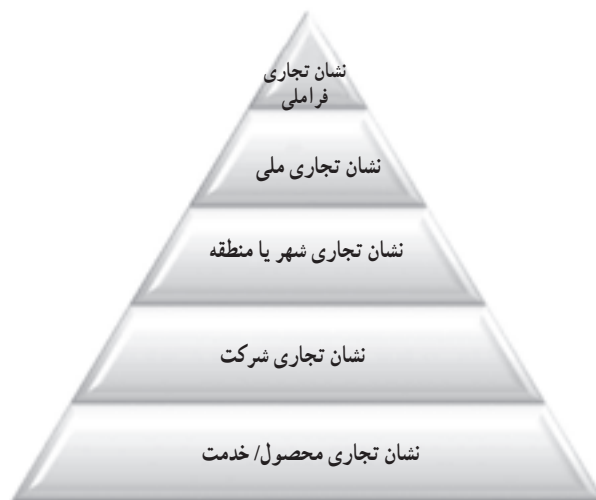 نشان تجاری
فراملی
نشان تجاری ملی
نشان تجاری شهر یا منطقه
نشان تجاری شرکت
نشان تجاری محصول/ خدمت